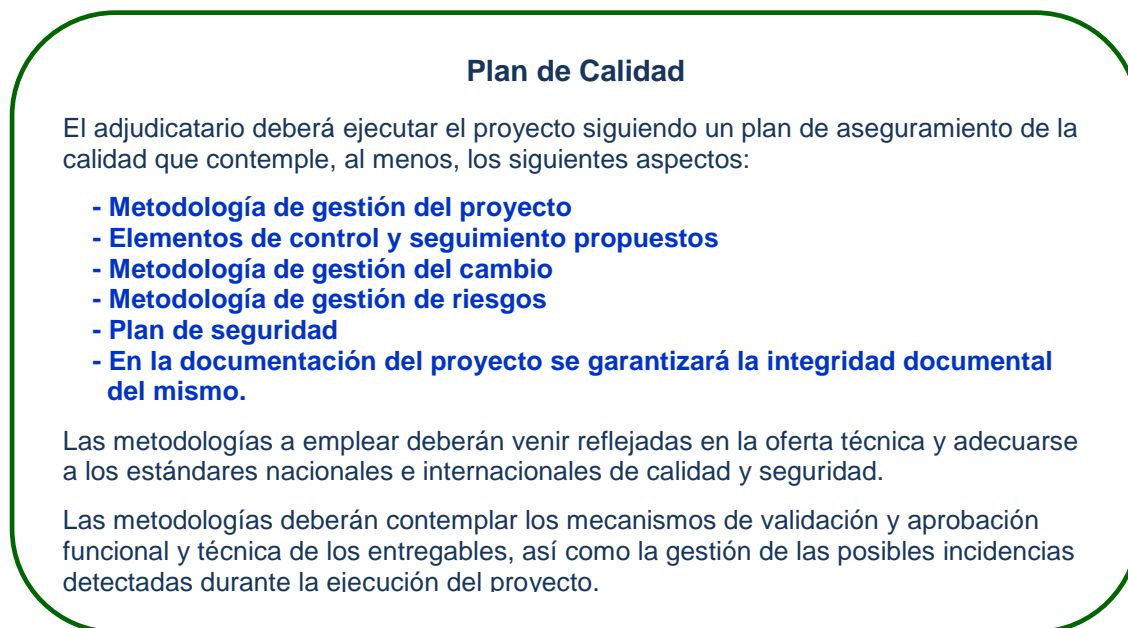 Plan de Calidad
El adjudicatario deberá ejecutar el proyecto siguiendo un plan de aseguramiento de la
calidad que contemple, al menos, los siguientes aspectos:
- Metodología de gestión del proyecto
- Elementos de control y seguimiento propuestos
- Metodología de gestión del cambio
- Metodología de gestión de riesgos
- Plan de seguridad
- En la documentación del proyecto se garantizará la integridad documental
del mismo.
Las metodologías a emplear deberán venir reflejadas en la oferta técnica y adecuarse
a los estándares nacionales e internacionales de calidad y seguridad.
Las metodologías deberán contemplar los mecanismos de validación y aprobación
funcional y técnica de los entregables, así como la gestión de las posibles incidencias
detectadas durante la ejecución del proyecto.